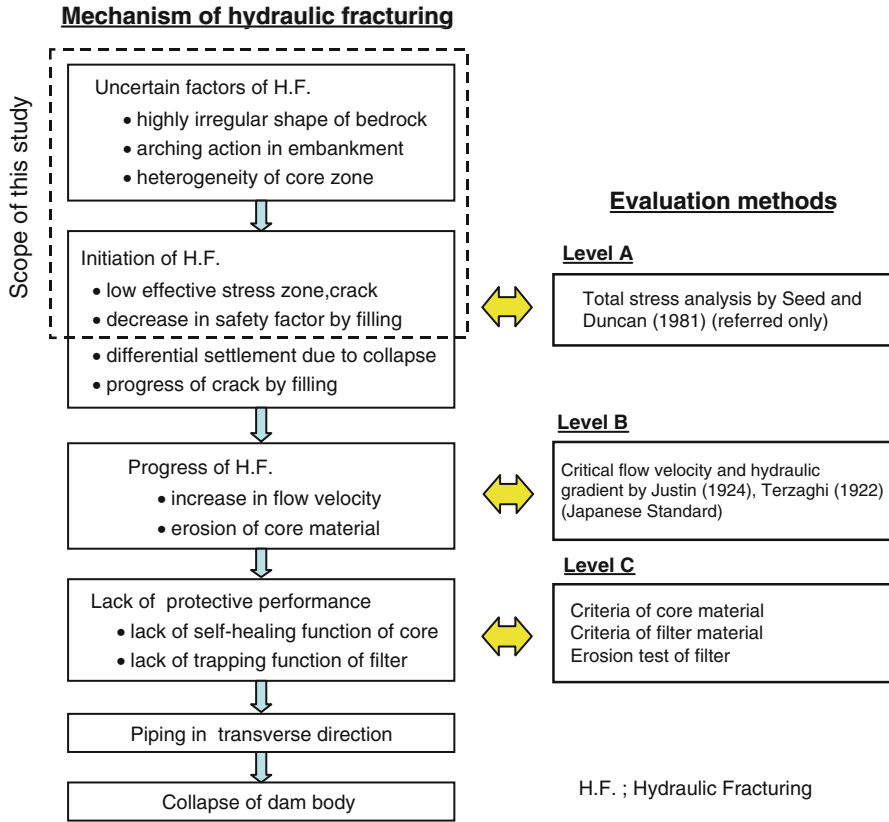 Mechanism of hydraulic fracturing
Scope of this study
Uncertain factors of H.F.
• highly irregular shape of bedrock
• arching action in embankment
• heterogeneity of core zone
Initiation of H.F.
• low effective stress zone,crack
• decrease in safety factor by filling
• differential settlement due to collapse
• progress of crack by filling
Progress of H.F.
• increase in flow velocity
• erosion of core material
Lack of protective performance
• lack of self-healing function of core
• lack of trapping function of filter
Piping in transverse direction
Collapse of dam body
Evaluation methods
Level A
Total stress analysis by Seed and
Duncan (1981) (referred only)
Level B
Critical flow velocity and hydraulic
gradient by Justin (1924), Terzaghi (1922)
(Japanese Standard)
Level C
Criteria of core material
Criteria of filter material
Erosion test of filter
H.F. ; Hydraulic Fracturing